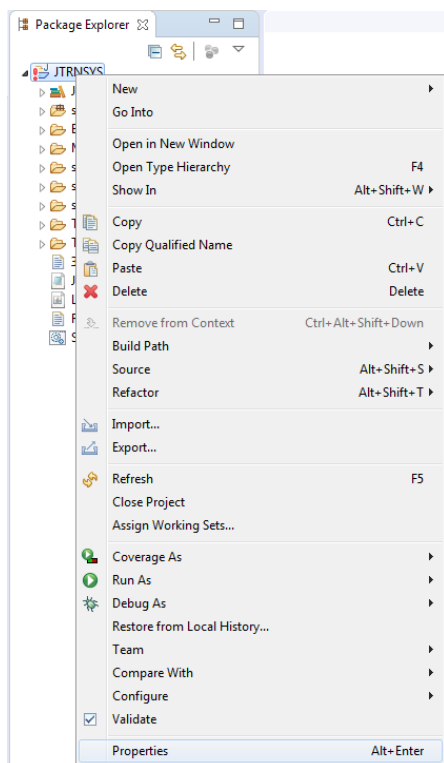 Package Explorer
JTRNSYS
New
Go Into
Open in New Window
Open Type Hierarchy F4
Show In Alt+Shift+W
Copy Ctrl+C
Copy Qualified Name
Paste Ctrl+V
Delete Delete
Remove from Context Ctrl+Alt+Shift+Down
Build Path
Source Alt+Shift+S
Refactor Alt+Shift+T
Import...
Export...
Refresh F5
Close Project
Assign Working Sets...
Coverage As
Run As
Debug As
Restore from Local History...
Team
Compare With
Configure
Validate
Properties Alt+Enter